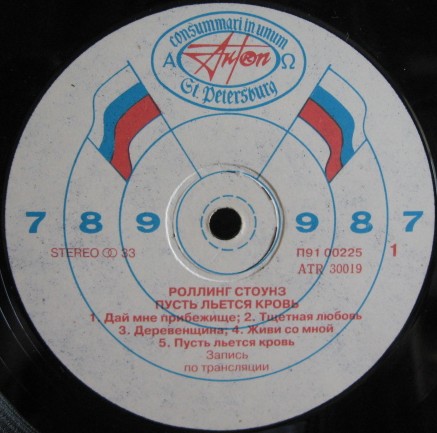 consummari in unum
Α Антроп Ω
St. Petersburg
7 8 9 9 8 7
STEREO 33
П91 00225
1
ATR 30019
РОЛЛИНГ СТОУНЗ
ПУСТЬ ЛЬЕТСЯ КРОВЬ
1. Дай мне прибежище; 2. Тщетная любовь
3. Деревенщина; 4. Живи со мной
5. Пусть льется кровь
Запись
по трансляции